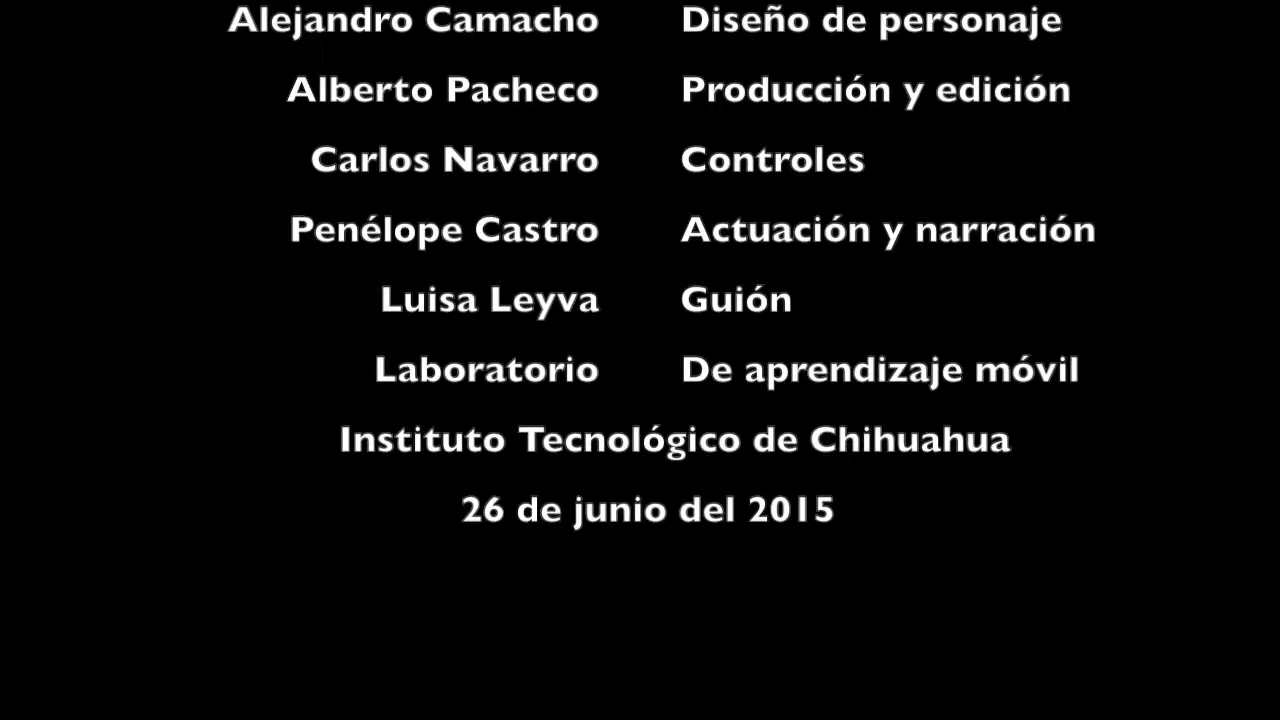 Alejandro Camacho Diseño de personaje
Alberto Pacheco Producción y edición
Carlos Navarro Controles
Penélope Castro Actuación y narración
Luisa Leyva Guión
Laboratorio De aprendizaje móvil
Instituto Tecnológico de Chihuahua
26 de junio del 2015